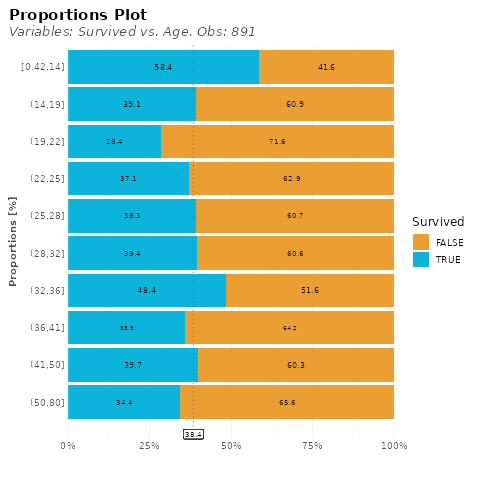 Proportions Plot
Variables: Survived vs. Age. Obs: 891
Proportions [%]
[0.42,14] 58.4 41.6
(14,19] 39.1 60.9
(19,22] 28.4 71.6
(22,25] 37.1 62.9
(25,28] 39.3 60.7
(28,32] 39.4 60.6
(32,36] 48.4 51.6
(36,41] 35.8 64.2
(41,50] 39.7 60.3
(50,80] 34.4 65.6
38.4
0% 25% 50% 75% 100%
Survived
FALSE
TRUE